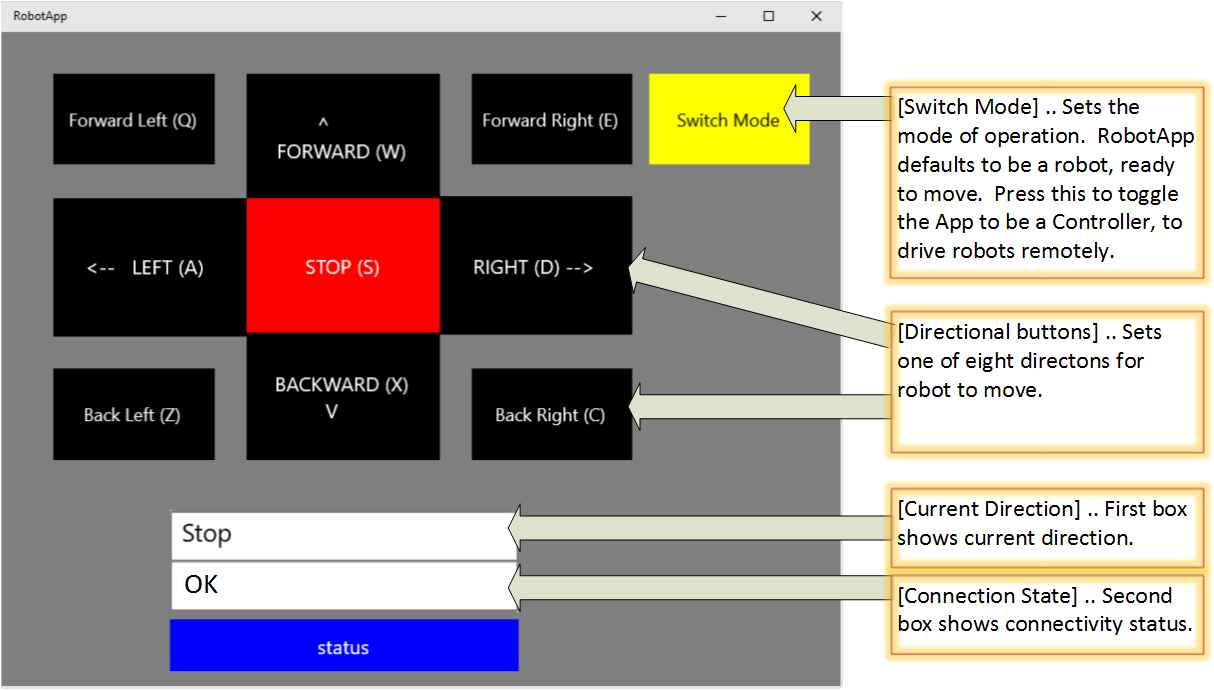 RobotApp
Forward Left (Q)
^
FORWARD (W)
Forward Right (E)
Switch Mode
<-- LEFT (A)
STOP (S)
RIGHT (D) -->
Back Left (Z)
BACKWARD (X)
V
Back Right (C)
Stop
OK
status
[Switch Mode] .. Sets the
mode of operation. RobotApp
defaults to be a robot, ready
to move. Press this to toggle
the App to be a Controller, to
drive robots remotely.
[Directional buttons] .. Sets
one of eight directons for
robot to move.
[Current Direction] .. First box
shows current direction.
[Connection State] .. Second
box shows connectivity status.